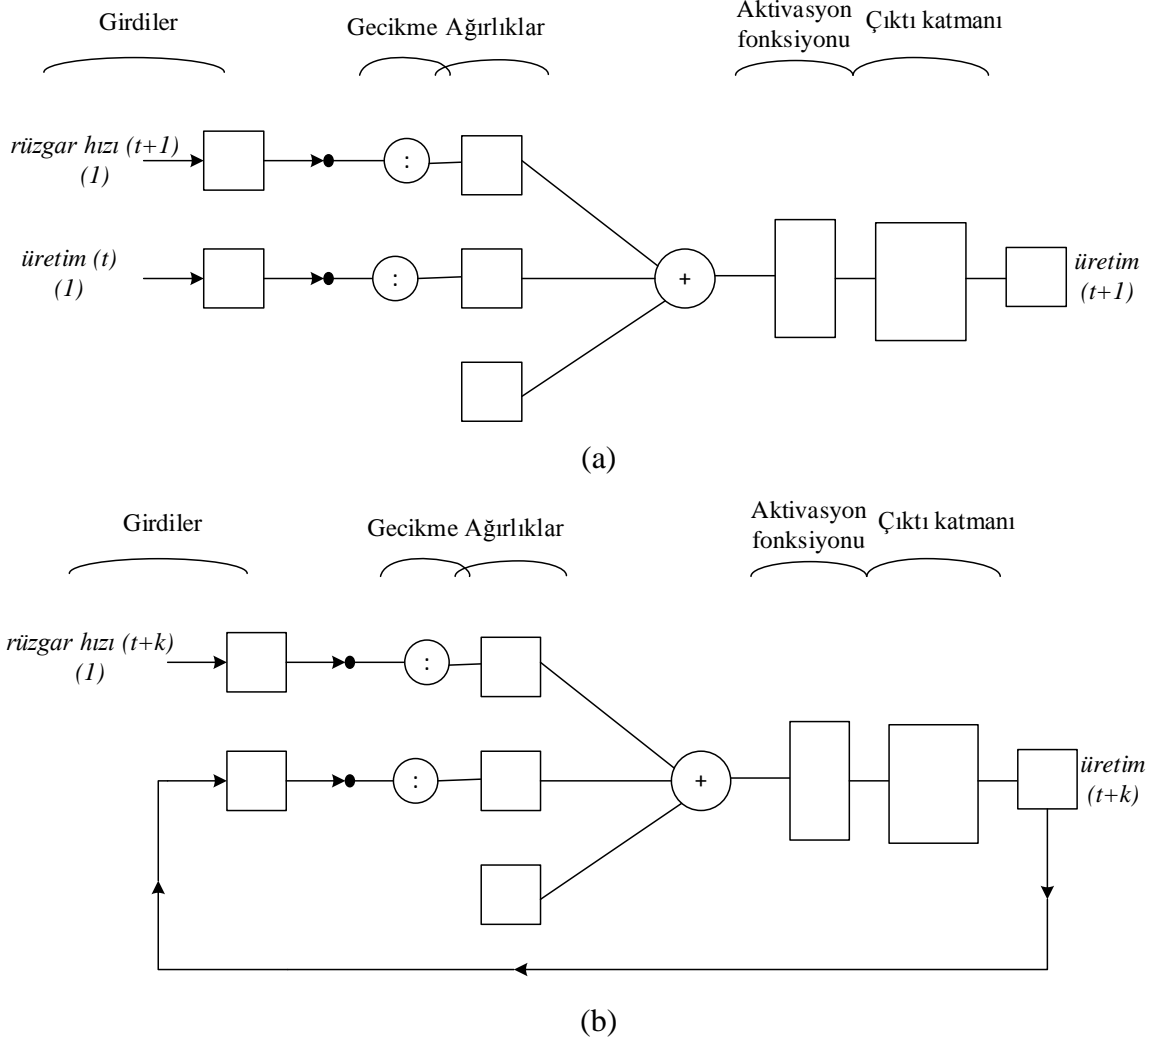 Girdiler
Gecikme Ağırlıklar
Aktivasyon
fonksiyonu
Çıktı katmanı
rüzgar hızı (t+1)
(1)
:
üretim (t)
(1)
:
+
üretim
(t+1)
(a)
Girdiler
Gecikme Ağırlıklar
Aktivasyon
fonksiyonu
Çıktı katmanı
rüzgar hızı (t+k)
(1)
:
:
+
üretim
(t+k)
(b)